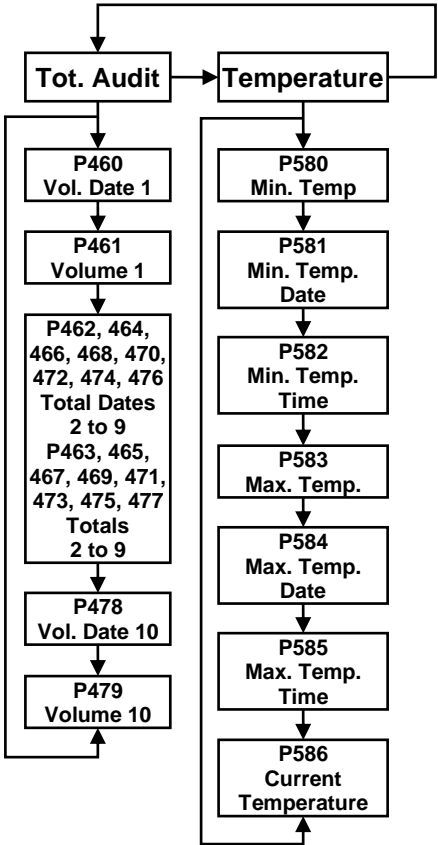 Tot. Audit
Temperature
P460
Vol. Date 1
P461
Volume 1
P462, 464,
466, 468, 470,
472, 474, 476
Total Dates
2 to 9
P463, 465,
467, 469, 471,
473, 475, 477
Totals
2 to 9
P478
Vol. Date 10
P479
Volume 10
P580
Min. Temp
P581
Min. Temp.
Date
P582
Min. Temp.
Time
P583
Max. Temp.
P584
Max. Temp.
Date
P585
Max. Temp.
Time
P586
Current
Temperature